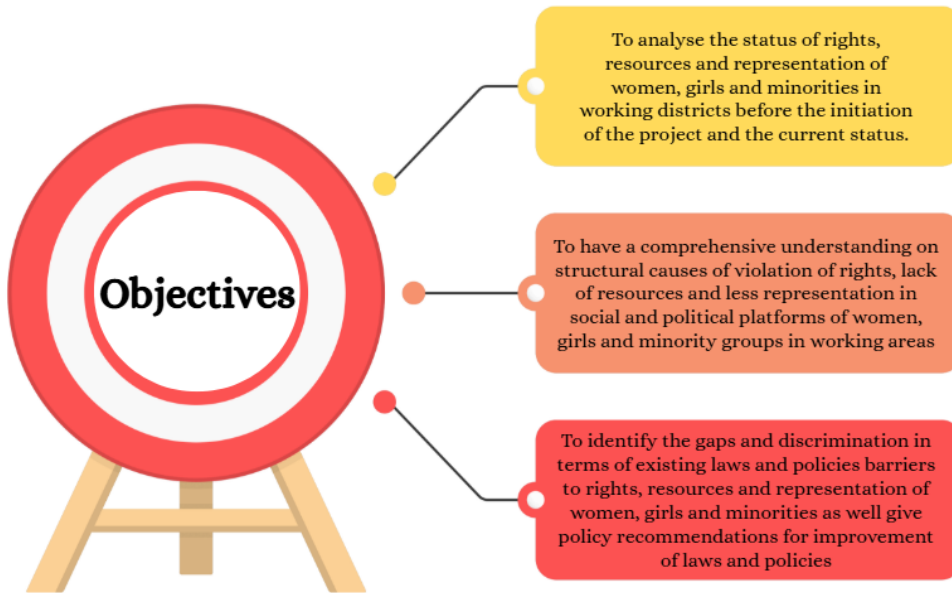 Objectives
To analyse the status of rights,
resources and representation of
women, girls and minorities in
working districts before the initiation
of the project and the current status.
To have a comprehensive understanding on
structural causes of violation of rights, lack
of resources and less representation in
social and political platforms of women,
girls and minority groups in working areas
To identify the gaps and discrimination in
terms of existing laws and policies barriers
to rights, resources and representation of
women, girls and minorities as well give
policy recommendations for improvement
of laws and policies